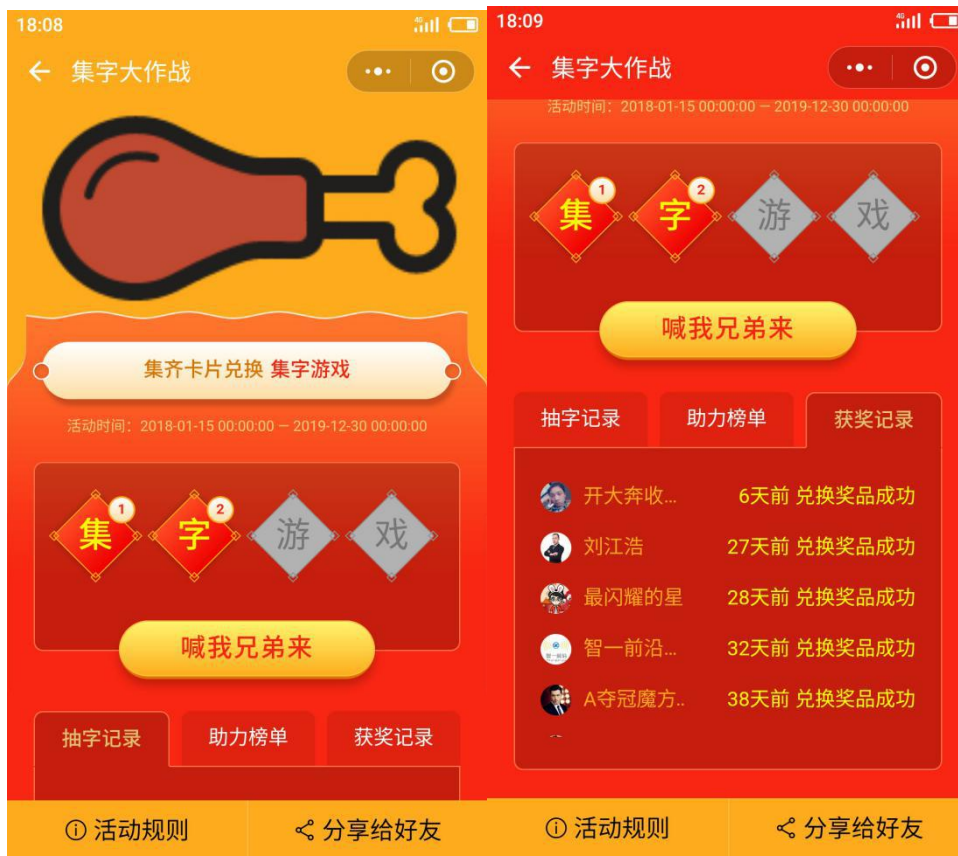 18:08
4G
集字大作战
集齐卡片兑换 集字游戏
活动时间：2018-01-15 00:00:00 — 2019-12-30 00:00:00
集 1 字 2 游 戏
喊我兄弟来
抽字记录 助力榜单 获奖记录
活动规则 分享给好友
18:09
4G
集字大作战
活动时间：2018-01-15 00:00:00 — 2019-12-30 00:00:00
集 1 字 2 游 戏
喊我兄弟来
抽字记录 助力榜单 获奖记录
开大奔收... 6天前 兑换奖品成功
刘江浩 27天前 兑换奖品成功
最闪耀的星 28天前 兑换奖品成功
智一前沿... 32天前 兑换奖品成功
A夺冠魔方.. 38天前 兑换奖品成功
活动规则 分享给好友